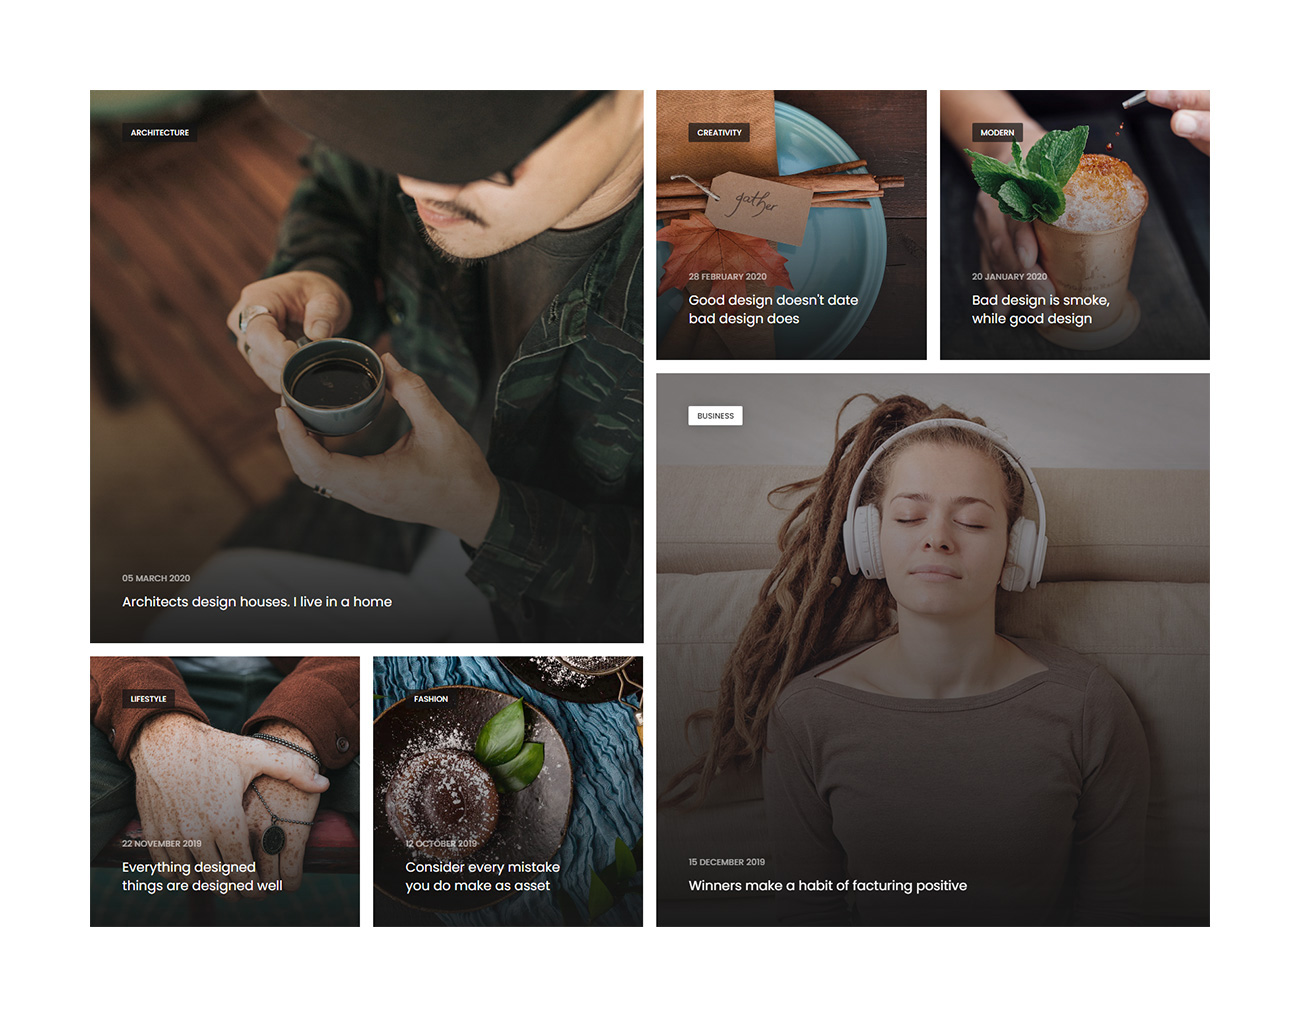 ARCHITECTURE
05 MARCH 2020
Architects design houses. I live in a home
CREATIVITY
gather
28 FEBRUARY 2020
Good design doesn't date
bad design does
MODERN
20 JANUARY 2020
Bad design is smoke,
while good design
BUSINESS
15 DECEMBER 2019
Winners make a habit of facturing positive
LIFESTYLE
22 NOVEMBER 2019
Everything designed
things are designed well
FASHION
12 OCTOBER 2019
Consider every mistake
you do make as asset